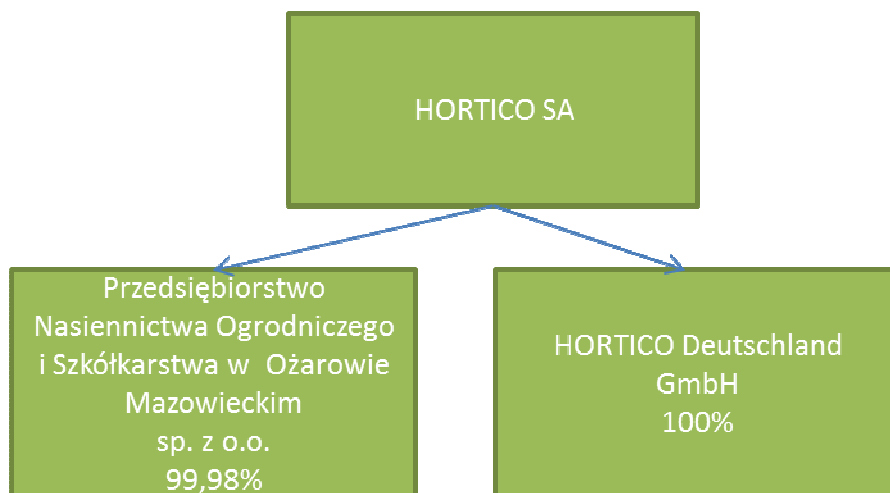 HORTICO SA
Przedsiębiorstwo
Nasiennictwa Ogrodniczego
i Szkółkarstwa w  Ożarowie
Mazowieckim
sp. z o.o.
99,98%
HORTICO Deutschland
GmbH
100%